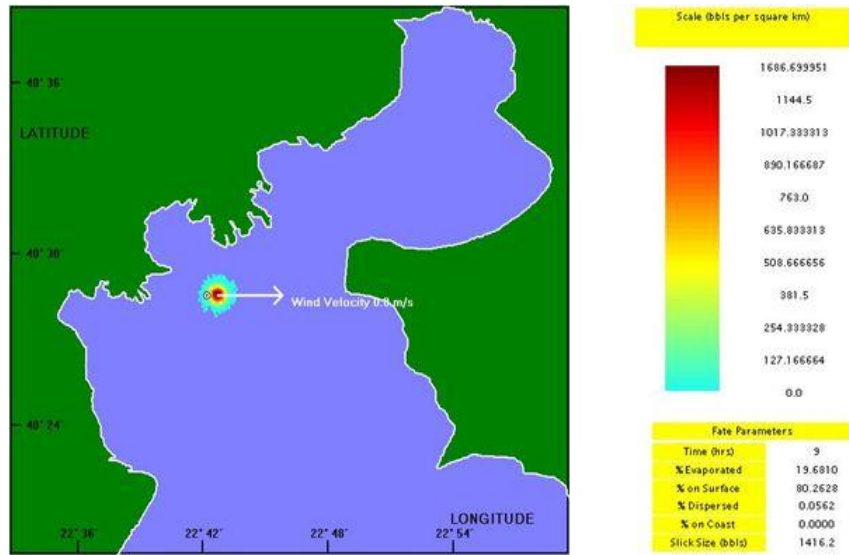 Scale (bbls per square km)
1686.699951
1144.5
1017.333313
890.166687
763.0
635.833313
508.666656
381.5
254.333328
127.166664
0.0
40° 36'
LATITUDE
40° 30'
Wind Velocity 0.8 m/s
40° 24'
LONGITUDE
22° 36'
22° 42'
22° 48'
22° 54'
Fate Parameters
Time (hrs) 9
% Evaporated 19.6810
% on Surface 80.2628
% Dispersed 0.0562
% on Coast 0.0000
Slick Size (bbls) 1416.2